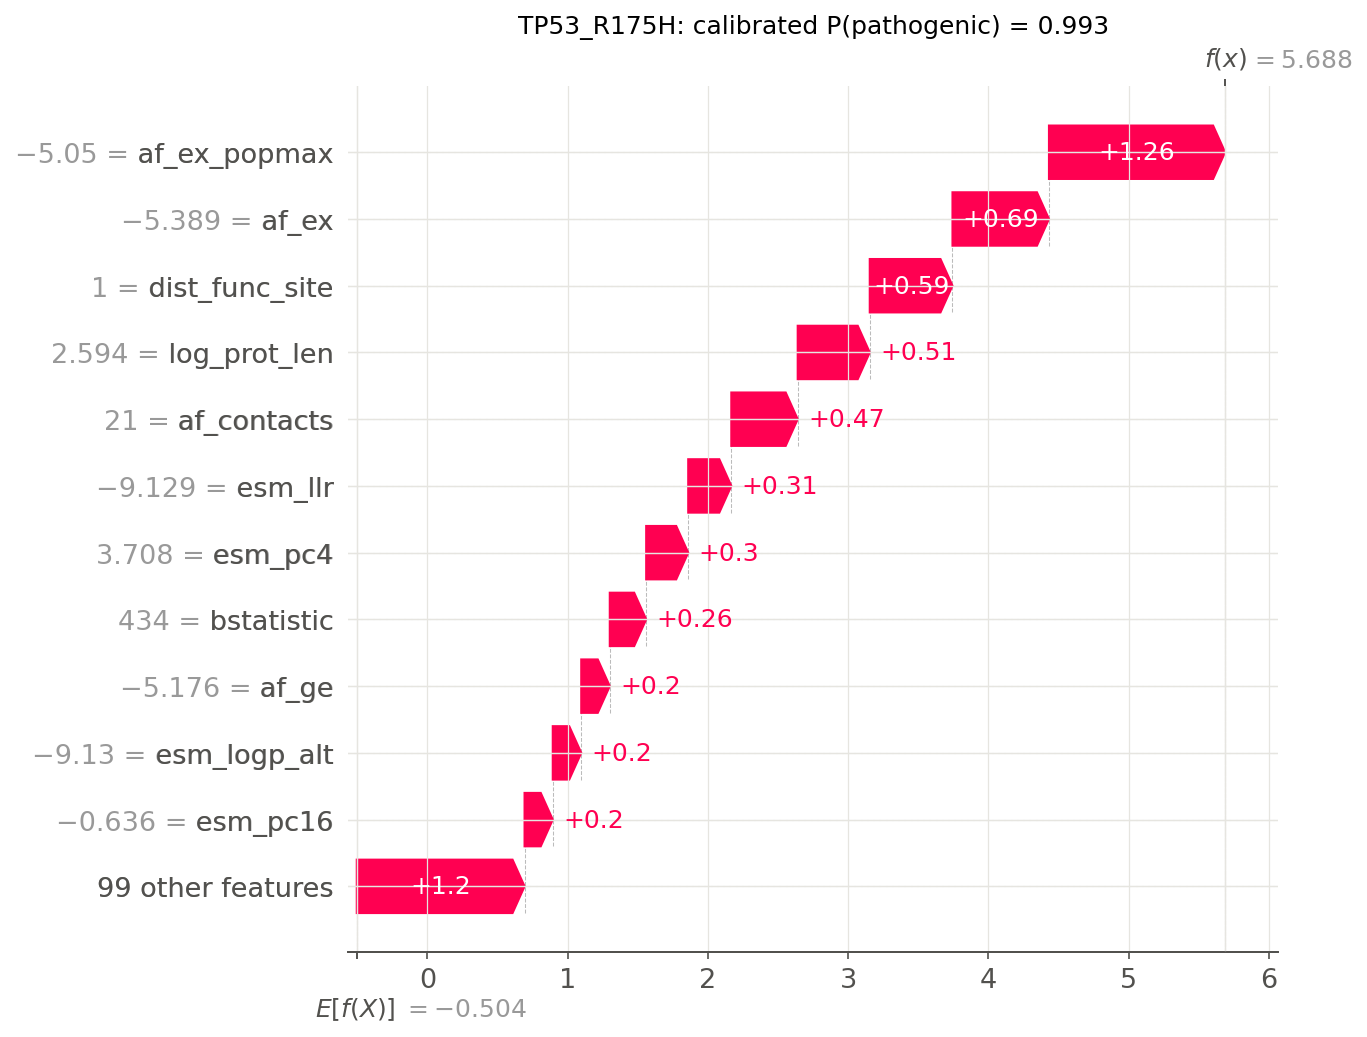 TP53_R175H: calibrated P(pathogenic) = 0.993
f(x) = 5.688
−5.05 = af_ex_popmax +1.26
−5.389 = af_ex +0.69
1 = dist_func_site +0.59
2.594 = log_prot_len +0.51
21 = af_contacts +0.47
−9.129 = esm_llr +0.31
3.708 = esm_pc4 +0.3
434 = bstatistic +0.26
−5.176 = af_ge +0.2
−9.13 = esm_logp_alt +0.2
−0.636 = esm_pc16 +0.2
99 other features +1.2
0 1 2 3 4 5 6
E[f(X)] = −0.504